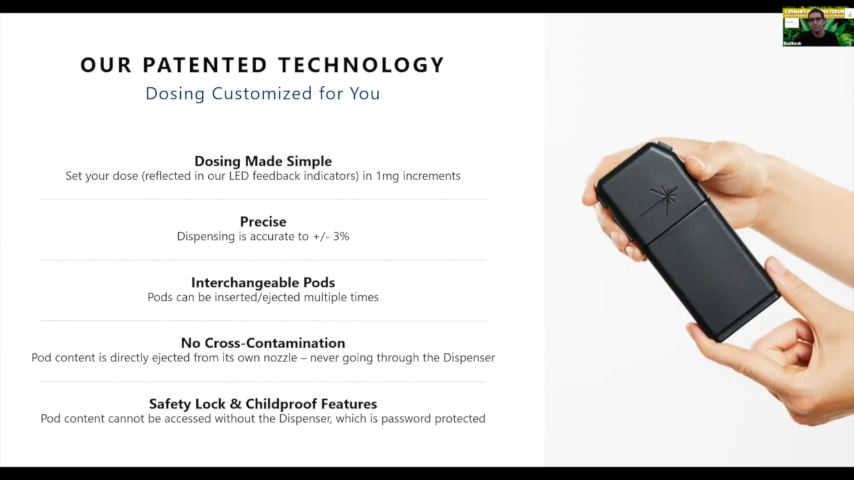 OUR PATENTED TECHNOLOGY
Dosing Customized for You
Dosing Made Simple
Set your dose (reflected in our LED feedback indicators) in 1mg increments
Precise
Dispensing is accurate to +/- 3%
Interchangeable Pods
Pods can be inserted/ejected multiple times
No Cross-Contamination
Pod content is directly ejected from its own nozzle – never going through the Dispenser
Safety Lock & Childproof Features
Pod content cannot be accessed without the Dispenser, which is password protected